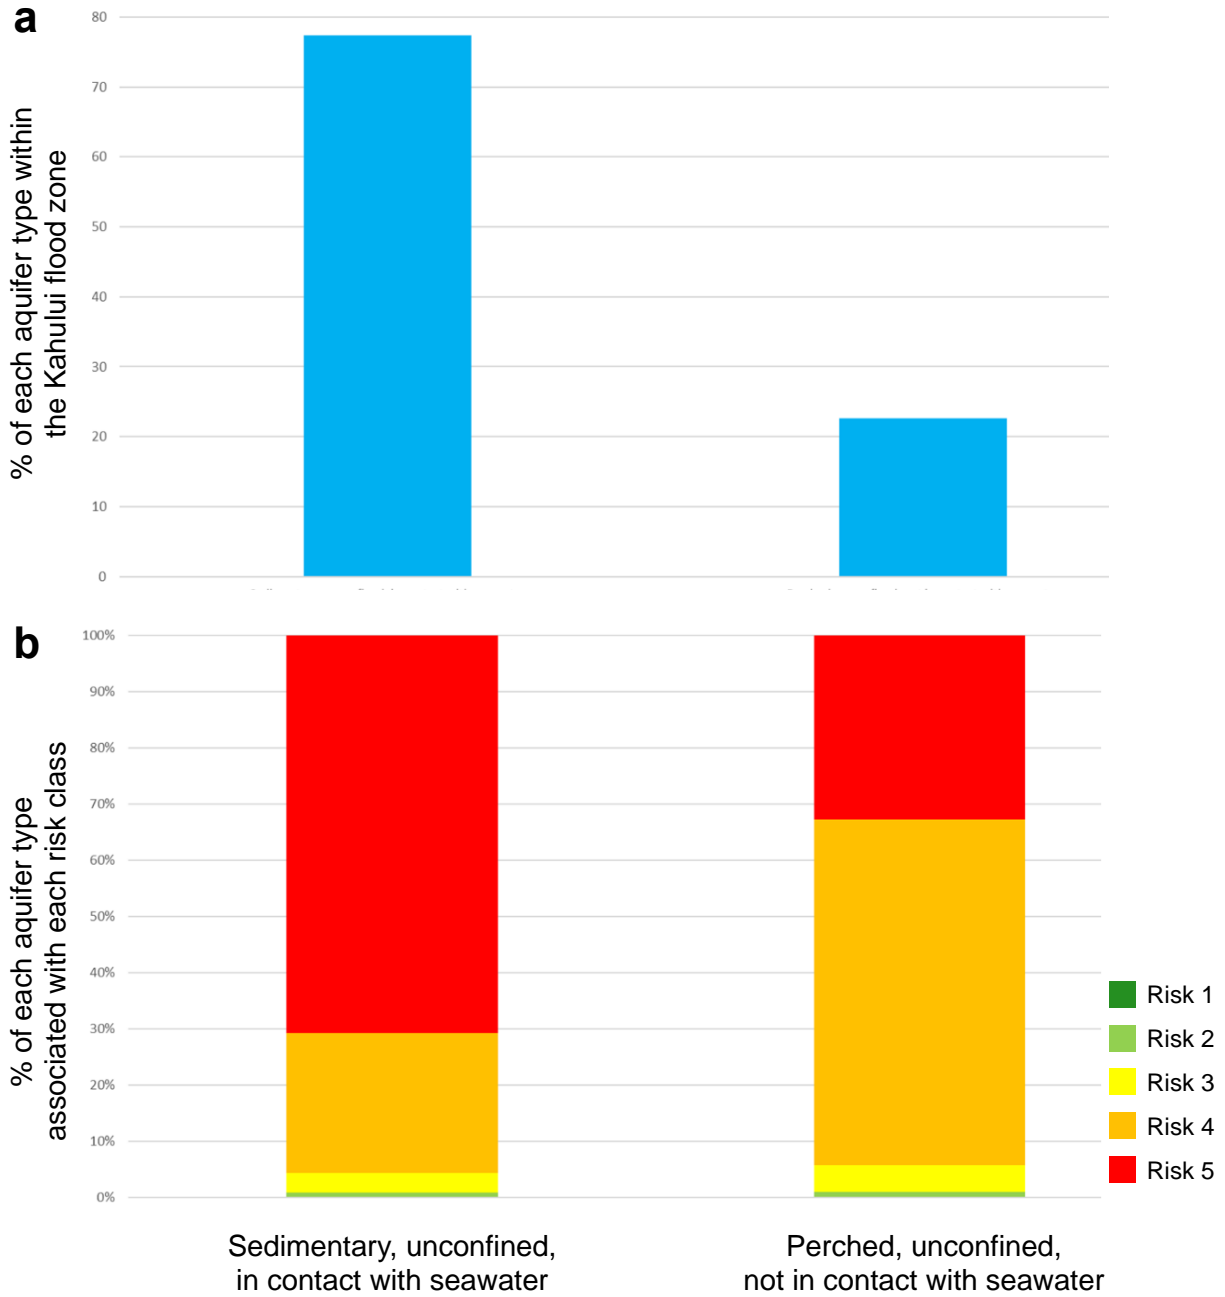 a
% of each aquifer type within
the Kahului flood zone
80
70
60
50
40
30
20
10
0
b
% of each aquifer type
associated with each risk class
100%
90%
80%
70%
60%
50%
40%
30%
20%
10%
0%
Risk 1
Risk 2
Risk 3
Risk 4
Risk 5
Sedimentary, unconfined,
in contact with seawater
Perched, unconfined,
not in contact with seawater